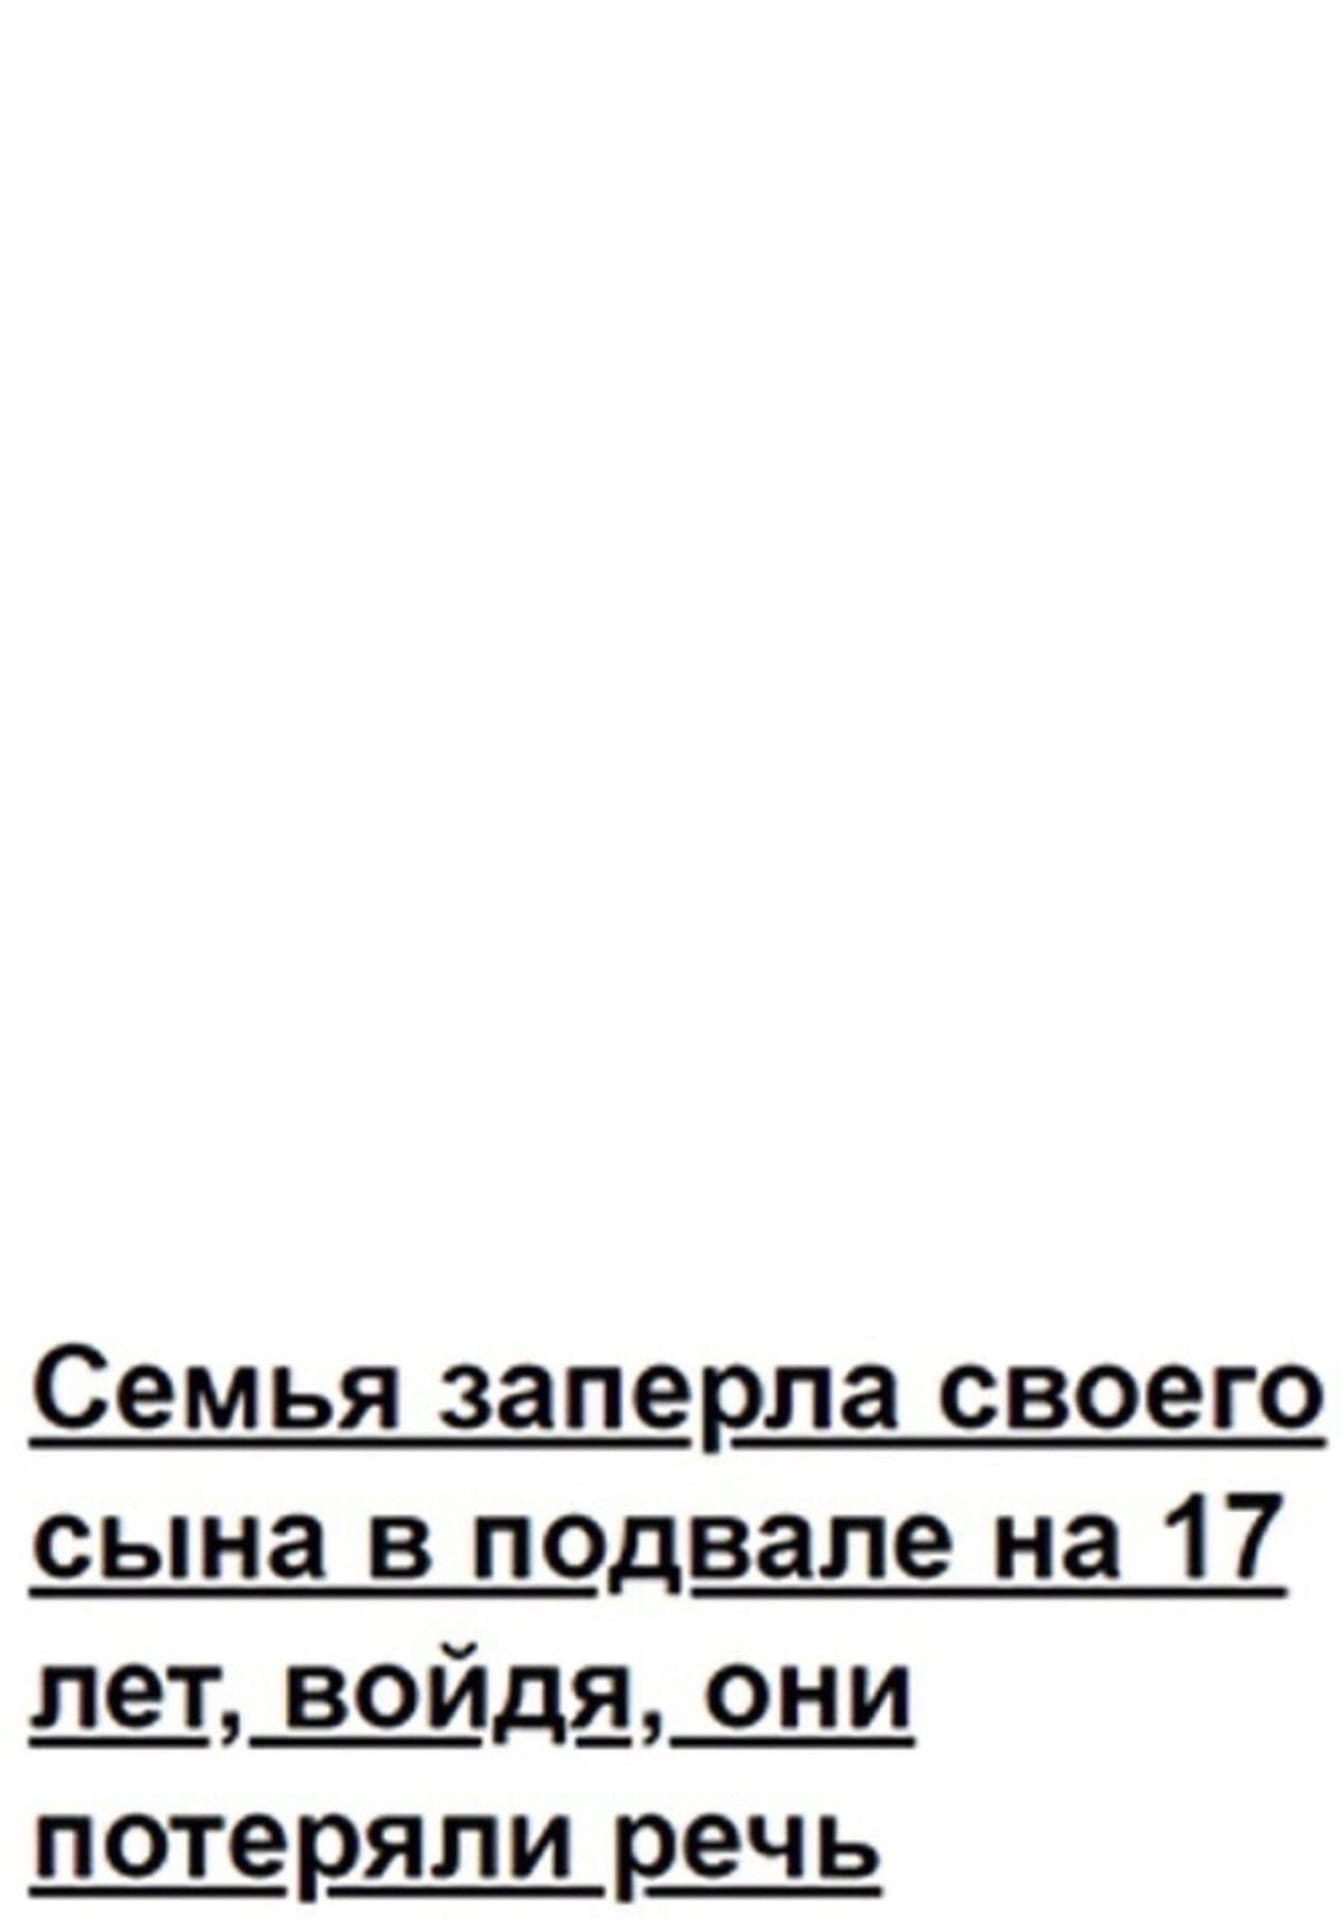 Семья заперла своего
сына в подвале на 17
лет, войдя, они
потеряли речь